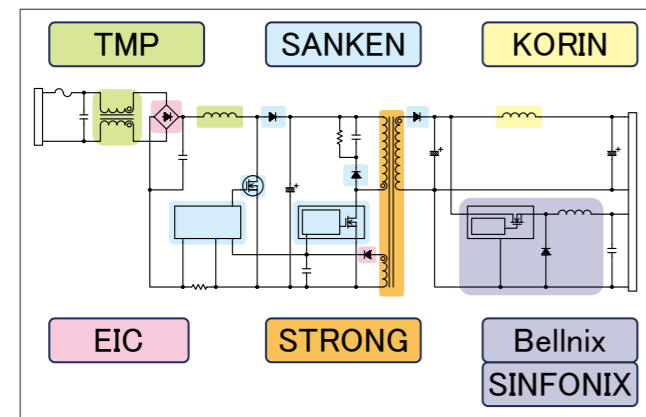 TMP
SANKEN
KORIN
EIC
STRONG
Bellnix
SINFONIX